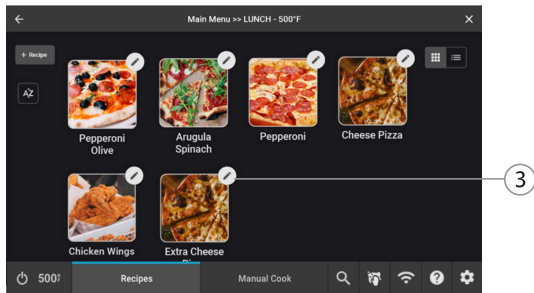 Main Menu >> LUNCH - 500°F
+ Recipe
AZ
Pepperoni
Olive
Arugula
Spinach
Pepperoni
Cheese Pizza
3
Chicken Wings
Extra Cheese
500°F
Recipes
Manual Cook
?